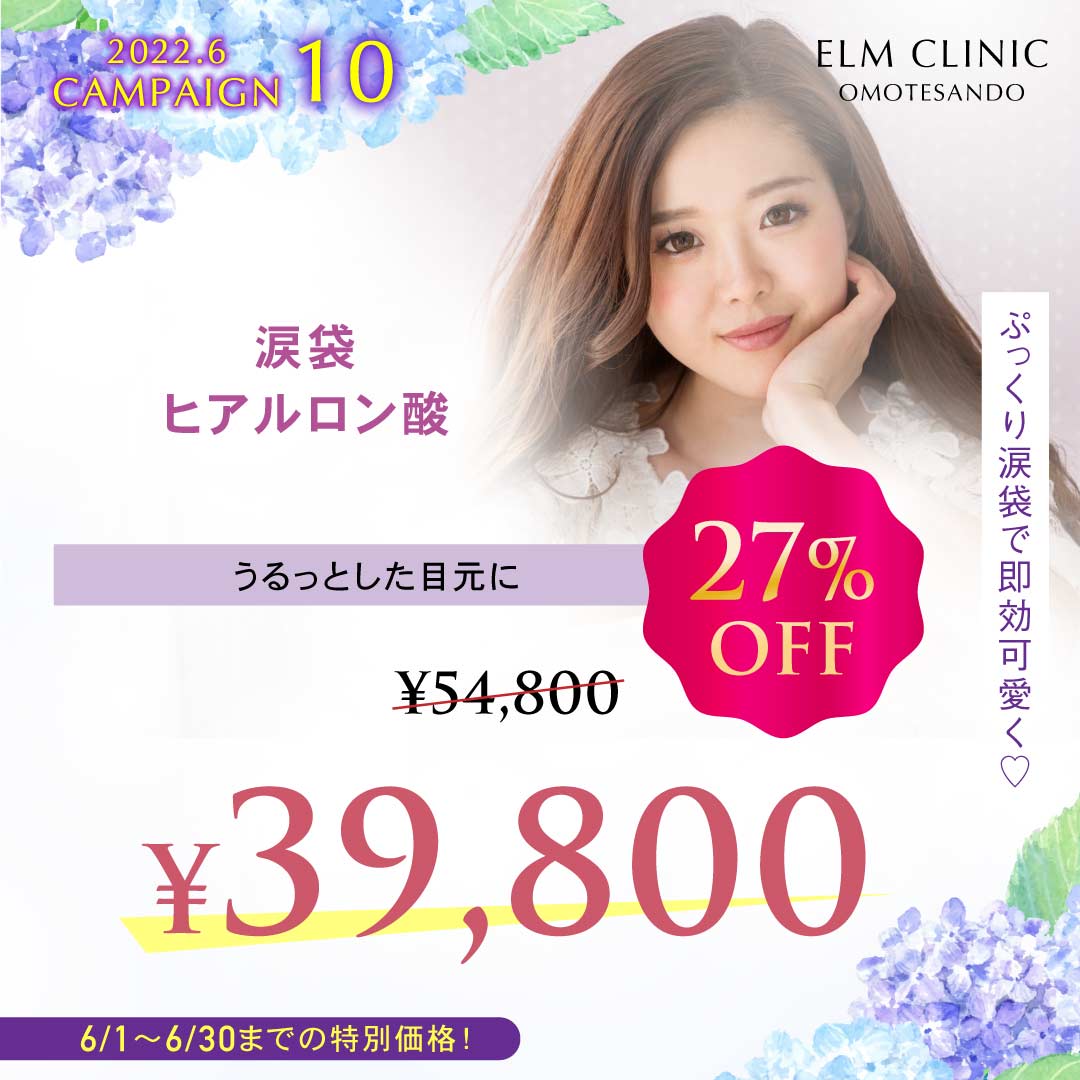 2022.6
CAMPAIGN 10
ELM CLINIC
OMOTESANDO
涙袋
ヒアルロン酸
ぷっくり涙袋で即効可愛く♡
うるっとした目元に
27%
OFF
¥54,800
¥39,800
6/1～6/30までの特別価格！